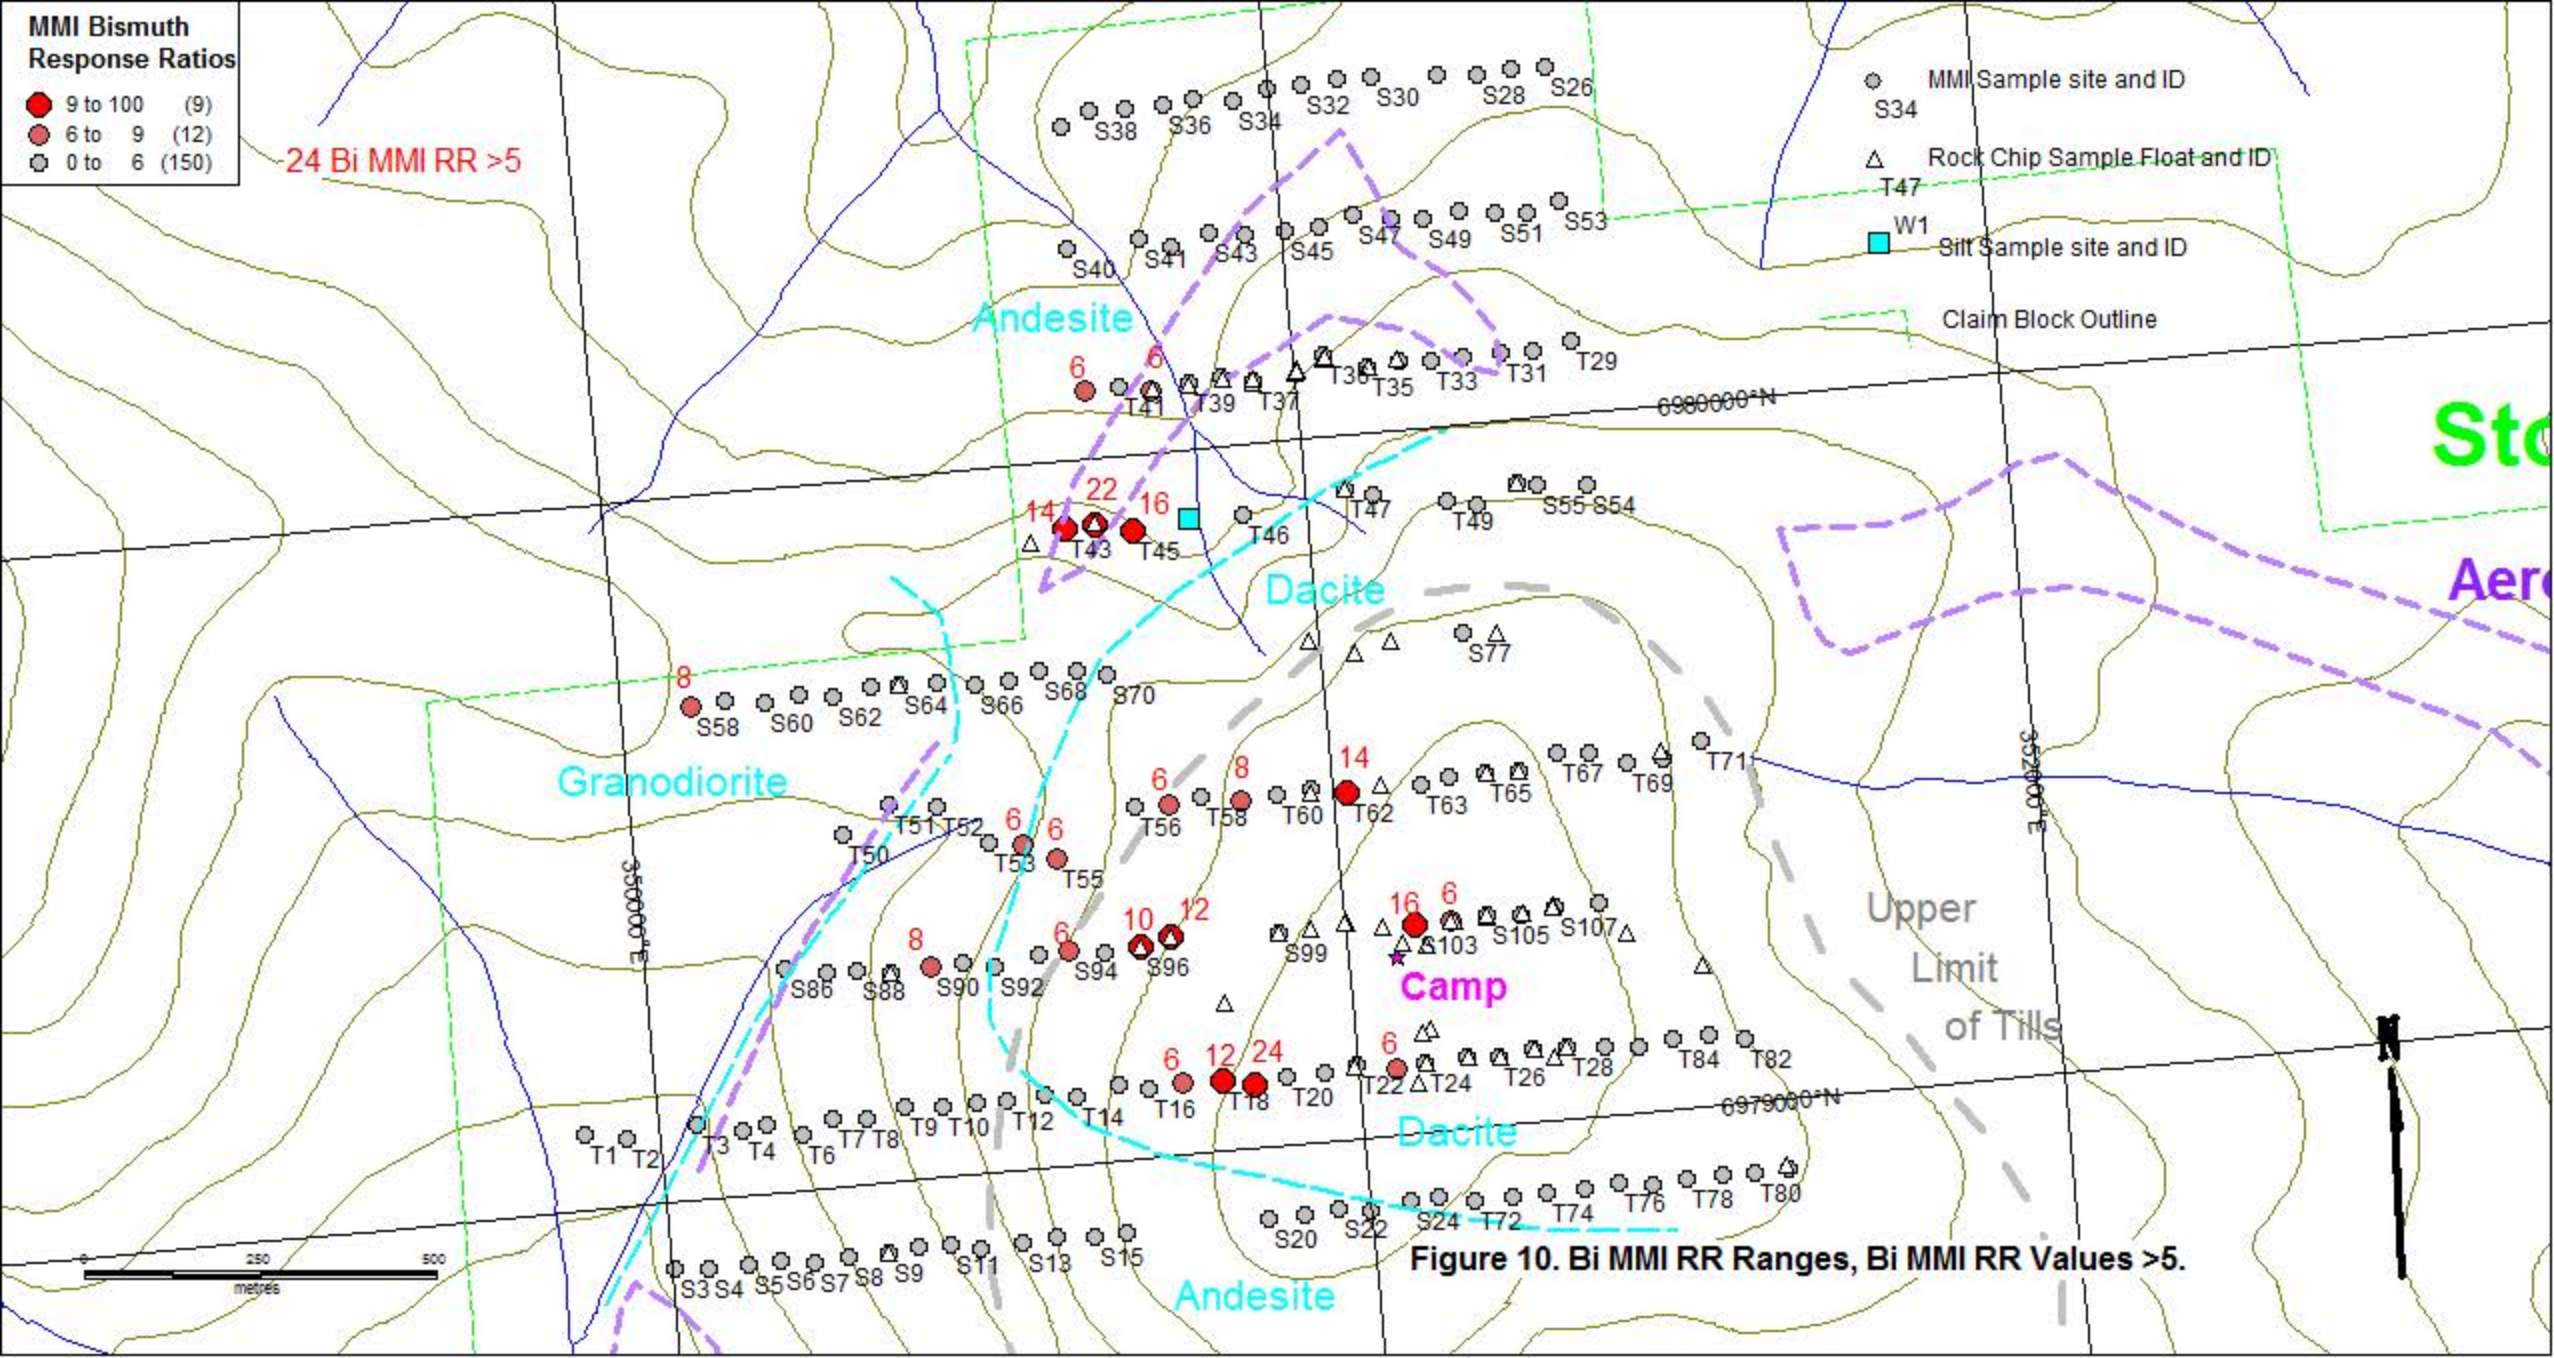 MMI Bismuth
Response Ratios
9 to 100 (9)
6 to 9 (12)
0 to 6 (150)
24 Bi MMI RR >5
MMI Sample site and ID
S34
Rock Chip Sample Float and ID
T47
W1
Silt Sample site and ID
Claim Block Outline
S38 S36 S34 S32 S30 S28 S26
S40 S41 S43 S45 S47 S49 S51 S53
Andesite
6 6
T41 T39 T37 T36 T35 T33 T31 T29
6980000°N
Sto
14 22 16
T43 T45 T46 T47 T49 S55 S54
Aero
Dacite
S77
8
S58 S60 S62 S64 S66 S68 S70
Granodiorite
6 8 14
T56 T58 T60 T62 T63 T65 T67 T69 T71
352000°E
T50 T51 T52 T53 T55
6 6
350000°E
8 6 10 12 16 6
S86 S88 S90 S92 S94 S96 S99 S103 S105 S107
Camp
Upper
Limit
of Tills
6 12 24 6
T1 T2 T3 T4 T6 T7 T8 T9 T10 T12 T14 T16 T18 T20 T22 T24 T26 T28 T84 T82
6979000°N
Dacite
S20 S22 S24 T72 T74 T76 T78 T80
S3 S4 S5 S6 S7 S8 S9 S11 S13 S15
0 250 500
metres
Figure 10. Bi MMI RR Ranges, Bi MMI RR Values >5.
Andesite